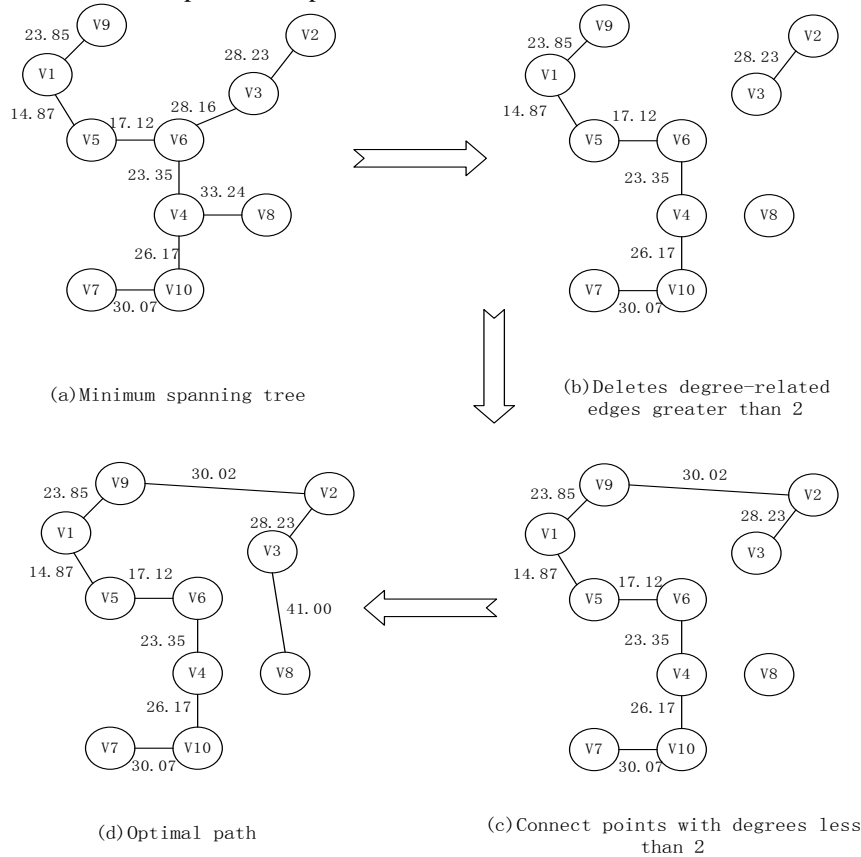 V9
23.85
V2
28.23
V1
V3
28.16
14.87
17.12
V5
V6
23.35
33.24
V4
V8
26.17
V7
V10
30.07
(a)Minimum spanning tree
V9
23.85
V2
28.23
V1
V3
14.87
17.12
V5
V6
23.35
V4
V8
26.17
V7
V10
30.07
(b)Deletes degree-related
edges greater than 2
30.02
V9
V2
23.85
28.23
V1
V3
17.12
14.87
V5
V6
41.00
23.35
V4
V8
26.17
V7
V10
30.07
(d)Optimal path
30.02
V9
V2
23.85
28.23
V1
V3
14.87
17.12
V5
V6
23.35
V4
V8
26.17
V7
V10
30.07
(c)Connect points with degrees less
than 2